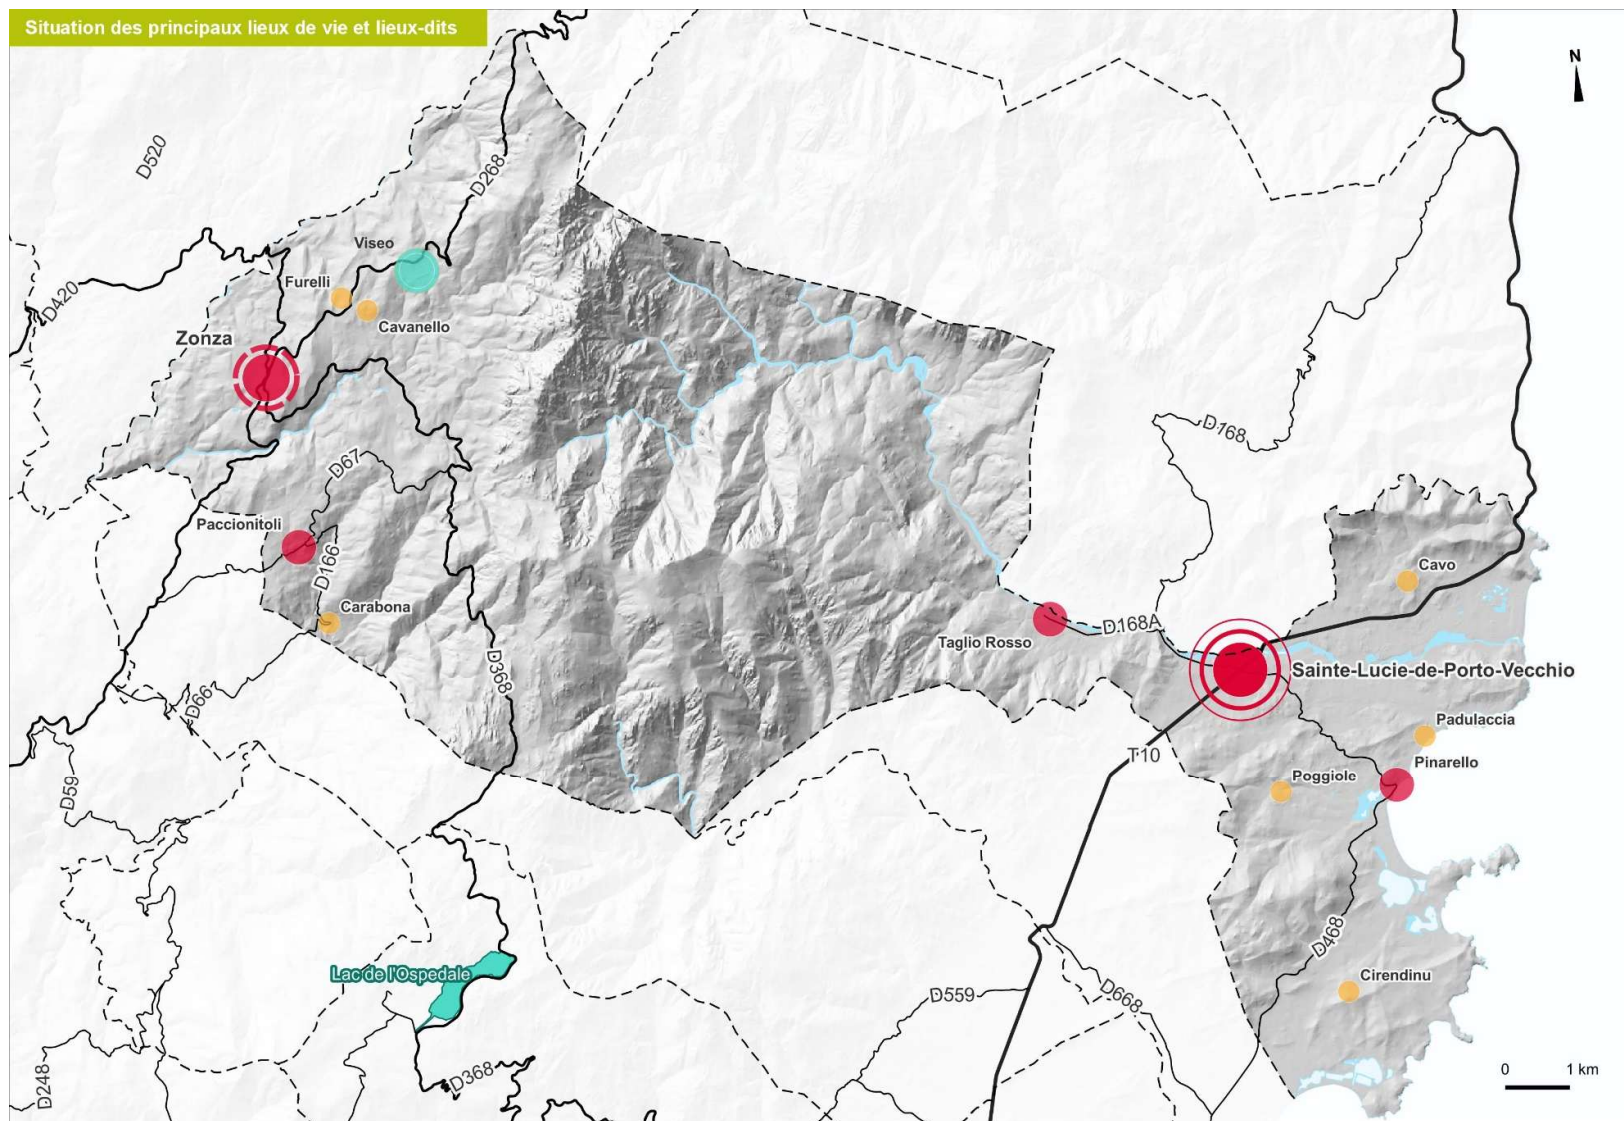 Situation des principaux lieux de vie et lieux-dits
N
D520
D268
Viseo
Furelli
D420
Cavanello
Zonza
D168
D67
Paccionitoli
D166
Cavo
Carabona
D168A
Taglio Rosso
D368
Sainte-Lucie-de-Porto-Vecchio
D66
Padulaccia
T10
Pinarello
Poggiole
D59
D468
Lac de l'Ospedale
Cirendinu
D559
D668
D368
D248
0 1 km